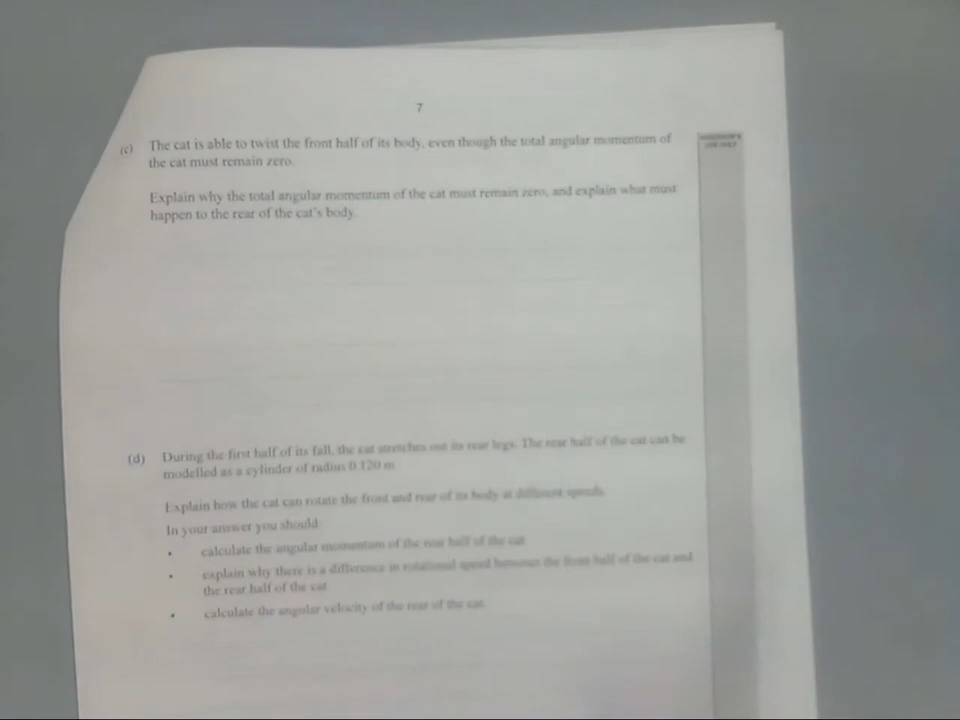 7
(c) The cat is able to twist the front half of its body, even though the total angular momentum of
the cat must remain zero.
Explain why the total angular momentum of the cat must remain zero, and explain what must
happen to the rear of the cat's body.
(d) During the first half of its fall, the cat stretches out its rear legs. The rear half of the cat can be
modelled as a cylinder of radius 0.120 m.
Explain how the cat can rotate the front and rear of its body at different speeds.
In your answer you should:
• calculate the angular momentum of the rear half of the cat
• explain why there is a difference in rotational speed between the front half of the cat and
the rear half of the cat
• calculate the angular velocity of the rear of the cat.